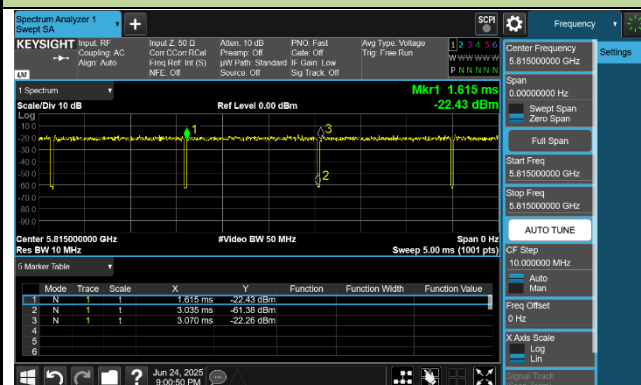 Spectrum Analyzer 1
Swept SA
SCPI
Frequency
KEYSIGHT
Input: RF
Coupling: AC
Align: Auto
Input Z: 50 Ω
Corr CCorr RCal
Freq Ref: Int (S)
NFE: Off
Atten: 10 dB
Preamp: Off
µW Path: Standard
Source: Off
PNO: Fast
Gate: Off
IF Gain: Low
Sig Track: Off
Avg Type: Voltage
Trig: Free Run
1 2 3 4 5 6
W W W W W W
P N N N N N
LXI
1 Spectrum
Mkr1 1.615 ms
-22.43 dBm
Scale/Div 10 dB
Ref Level 0.00 dBm
Log
-10.0
-20.0
-30.0
-40.0
-50.0
-60.0
-70.0
-80.0
-90.0
1
3
2
Center 5.815000000 GHz
Res BW 10 MHz
#Video BW 50 MHz
Span 0 Hz
Sweep 5.00 ms (1001 pts)
5 Marker Table
Mode Trace Scale X Y Function Function Width Function Value
1 N 1 t 1.615 ms -22.43 dBm
2 N 1 t 3.035 ms -61.38 dBm
3 N 1 t 3.070 ms -22.26 dBm
4
5
6
Jun 24, 2025
9:00:50 PM
Center Frequency
5.815000000 GHz
Span
0.00000000 Hz
Swept Span
Zero Span
Full Span
Start Freq
5.815000000 GHz
Stop Freq
5.815000000 GHz
AUTO TUNE
CF Step
10.000000 MHz
Auto
Man
Freq Offset
0 Hz
X Axis Scale
Log
Lin
Signal Track
Settings